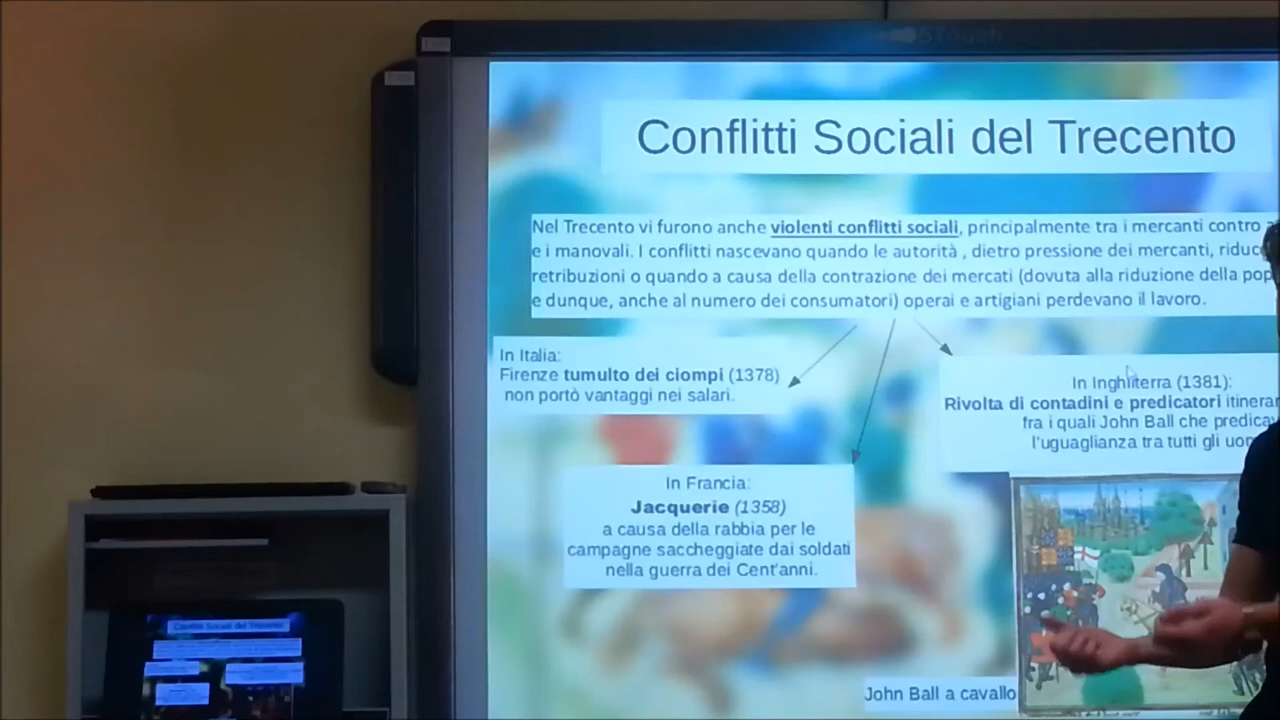 Conflitti Sociali del Trecento
Nel Trecento vi furono anche violenti conflitti sociali, principalmente tra i mercanti contro
e i manovali. I conflitti nascevano quando le autorità , dietro pressione dei mercanti,
retribuzioni o quando a causa della contrazione dei mercati (dovuta alla riduzione della
e dunque, anche al numero dei consumatori) operai e artigiani perdevano il lavoro.
In Italia:
Firenze tumulto dei ciompi (1378)
non portò vantaggi nei salari.
In Inghilterra (1381):
Rivolta di contadini e predicatori
fra i quali John Ball che
l'uguaglianza tra tutti gli
In Francia:
Jacquerie (1358)
a causa della rabbia per le
campagne saccheggiate dai soldati
nella guerra dei Cent'anni.
John Ball a cavallo
Conflitti Sociali del Trecento